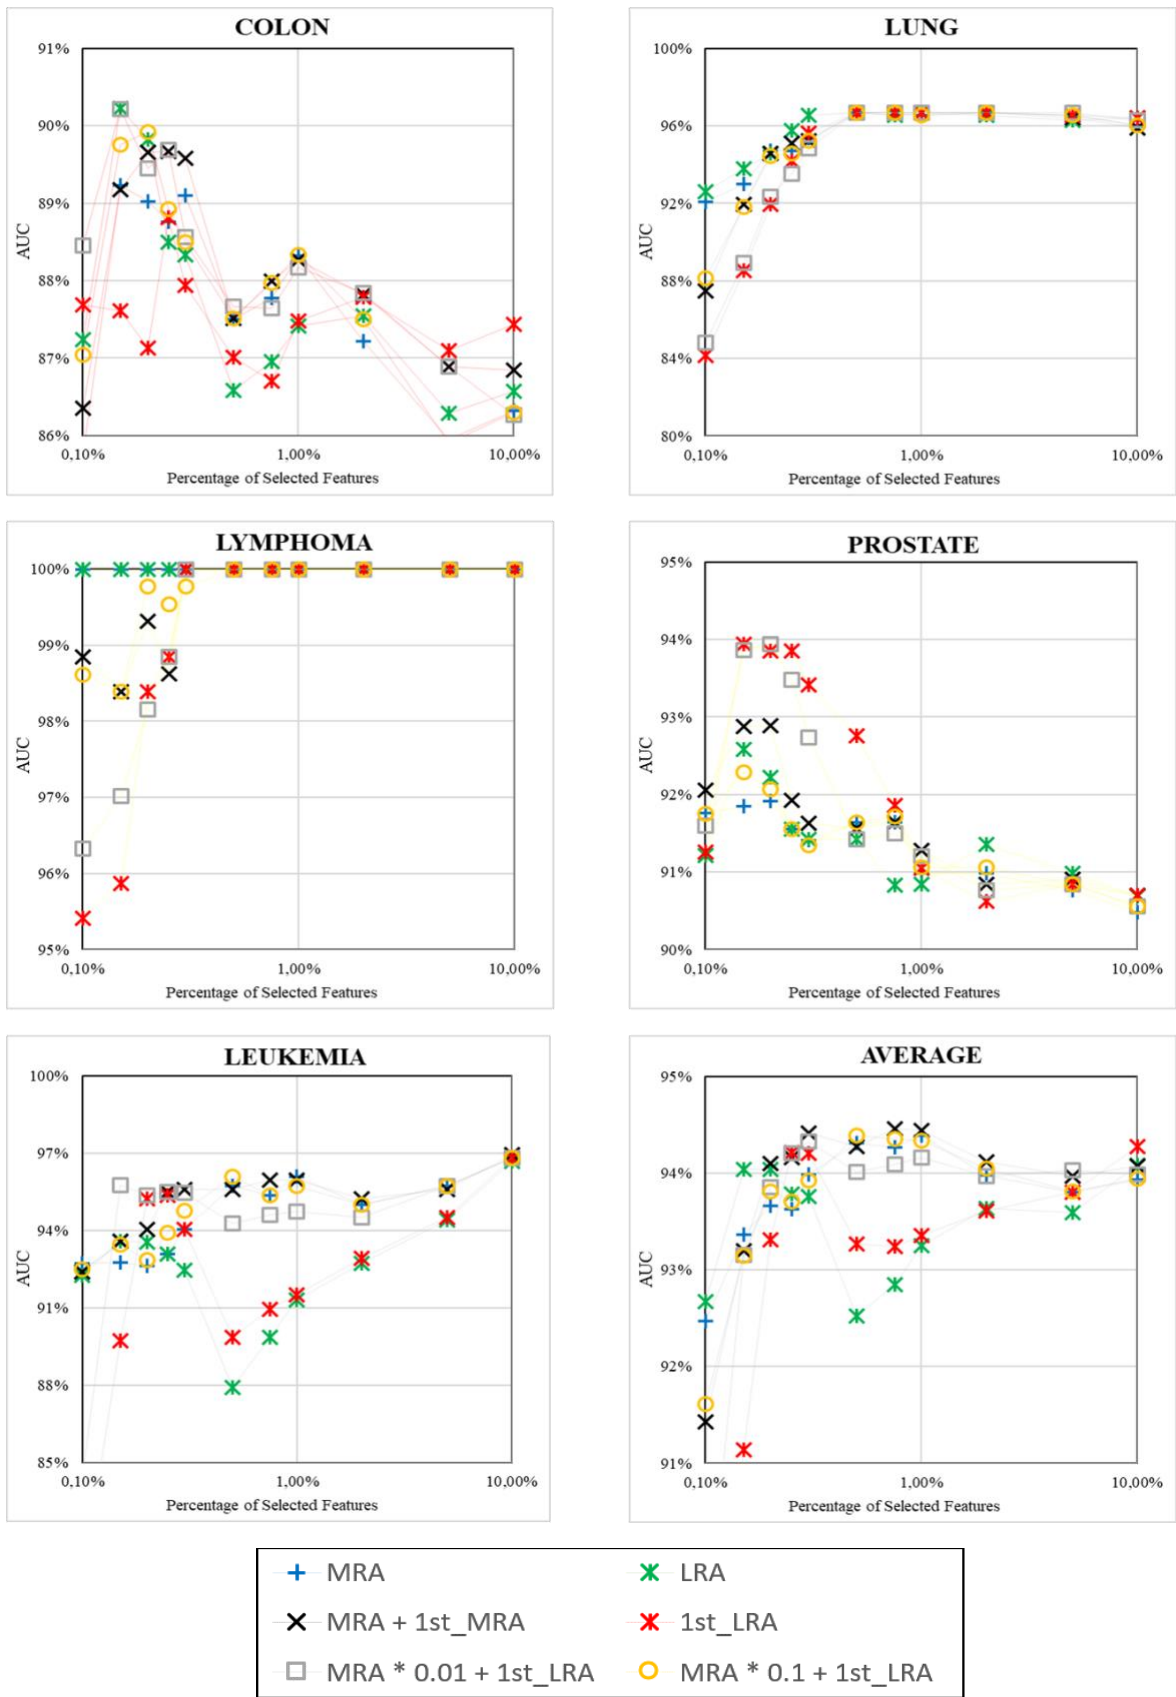 COLON
91%
90%
89%
88%
87%
86%
AUC
0,10%
1,00%
10,00%
Percentage of Selected Features
LUNG
100%
96%
92%
88%
84%
80%
AUC
0,10%
1,00%
10,00%
Percentage of Selected Features
LYMPHOMA
100%
99%
98%
97%
96%
95%
AUC
0,10%
1,00%
10,00%
Percentage of Selected Features
PROSTATE
95%
94%
93%
92%
91%
90%
AUC
0,10%
1,00%
10,00%
Percentage of Selected Features
LEUKEMIA
100%
97%
94%
91%
88%
85%
AUC
0,10%
1,00%
10,00%
Percentage of Selected Features
AVERAGE
95%
94%
93%
92%
91%
AUC
0,10%
1,00%
10,00%
Percentage of Selected Features
MRA
LRA
MRA + 1st_MRA
1st_LRA
MRA * 0.01 + 1st_LRA
MRA * 0.1 + 1st_LRA